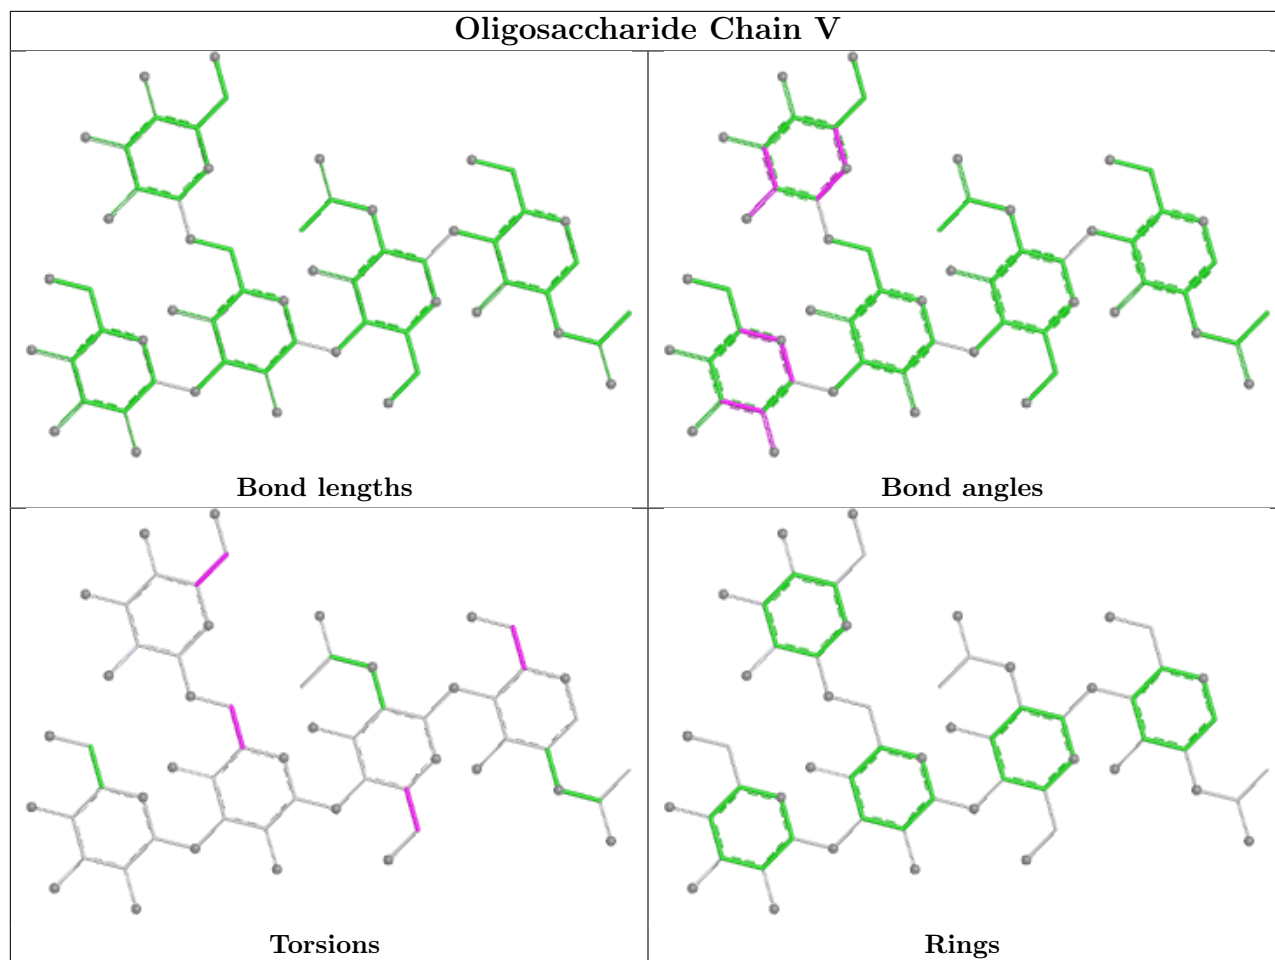 Oligosaccharide Chain V
Bond lengths
Bond angles
Torsions
Rings